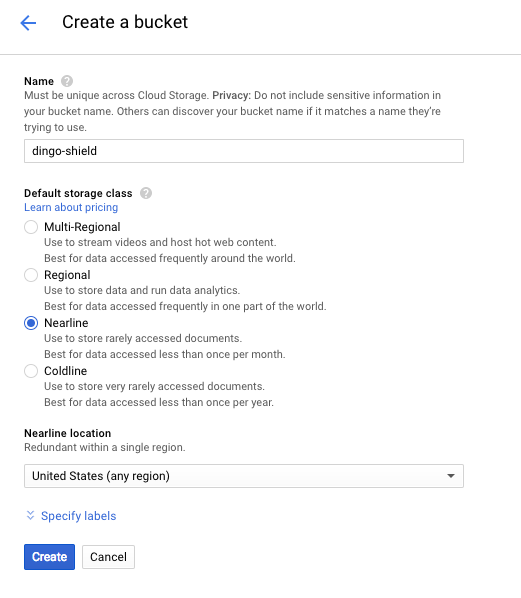 Create a bucket
Name
Must be unique across Cloud Storage. Privacy: Do not include sensitive information in
your bucket name. Others can discover your bucket name if it matches a name they're
trying to use.
dingo-shield
Default storage class
Learn about pricing
Multi-Regional
Use to stream videos and host hot web content.
Best for data accessed frequently around the world.
Regional
Use to store data and run data analytics.
Best for data accessed frequently in one part of the world.
Nearline
Use to store rarely accessed documents.
Best for data accessed less than once per month.
Coldline
Use to store very rarely accessed documents.
Best for data accessed less than once per year.
Nearline location
Redundant within a single region.
United States (any region)
Specify labels
Create Cancel